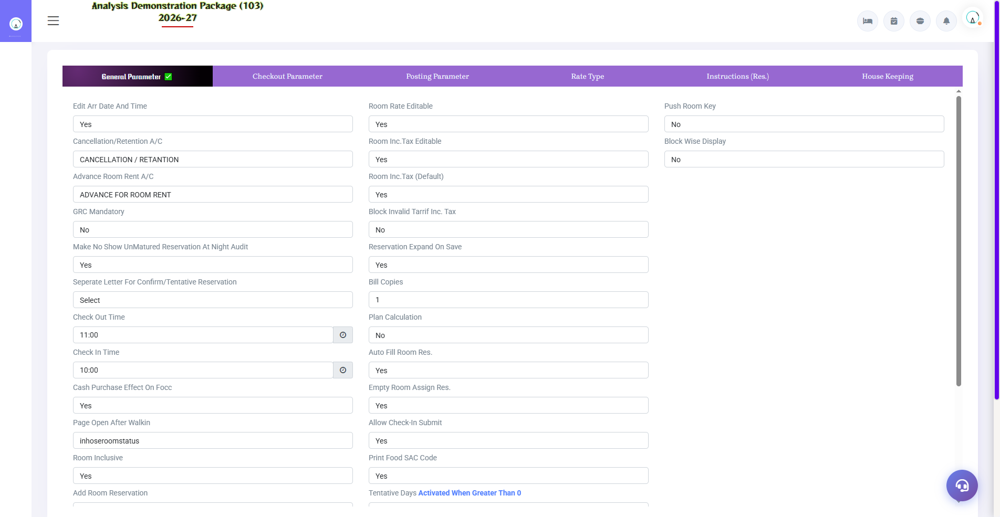 Analysis Demonstration Package (103)
2026-27
General Parameter
Checkout Parameter
Posting Parameter
Rate Type
Instructions (Res.)
House Keeping
Edit Arr Date And Time
Yes
Cancellation/Retention A/C
CANCELLATION / RETANTION
Advance Room Rent A/C
ADVANCE FOR ROOM RENT
GRC Mandatory
No
Make No Show UnMatured Reservation At Night Audit
Yes
Seperate Letter For Confirm/Tentative Reservation
Select
Check Out Time
11:00
Check In Time
10:00
Cash Purchase Effect On Focc
Yes
Page Open After Walkin
inhoseroomstatus
Room Inclusive
Yes
Add Room Reservation
Room Rate Editable
Yes
Room Inc.Tax Editable
Yes
Room Inc.Tax (Default)
Yes
Block Invalid Tarrif Inc. Tax
No
Reservation Expand On Save
Yes
Bill Copies
1
Plan Calculation
No
Auto Fill Room Res.
Yes
Empty Room Assign Res.
Yes
Allow Check-In Submit
Yes
Print Food SAC Code
Yes
Tentative Days Activated When Greater Than 0
Push Room Key
No
Block Wise Display
No